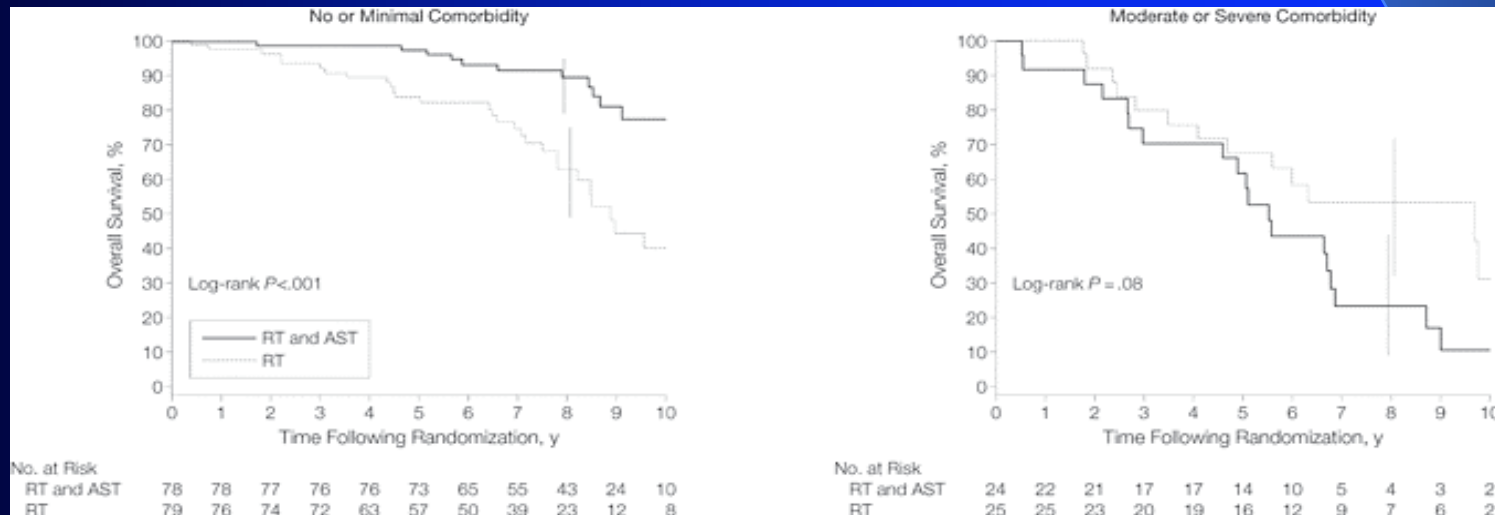 No or Minimal Comorbidity
100
90
80
70
60
50
40
30
20
10
0
Overall Survival, %
Log-rank P<.001
RT and AST
RT
0 1 2 3 4 5 6 7 8 9 10
Time Following Randomization, y
No. at Risk
RT and AST 78 78 77 76 76 73 65 55 43 24 10
RT 79 76 74 72 63 57 50 39 23 12 8
Moderate or Severe Comorbidity
100
90
80
70
60
50
40
30
20
10
0
Overall Survival, %
Log-rank P = .08
0 1 2 3 4 5 6 7 8 9 10
Time Following Randomization, y
No. at Risk
RT and AST 24 22 21 17 17 14 10 5 4 3 2
RT 25 25 23 20 19 16 12 9 7 6 2